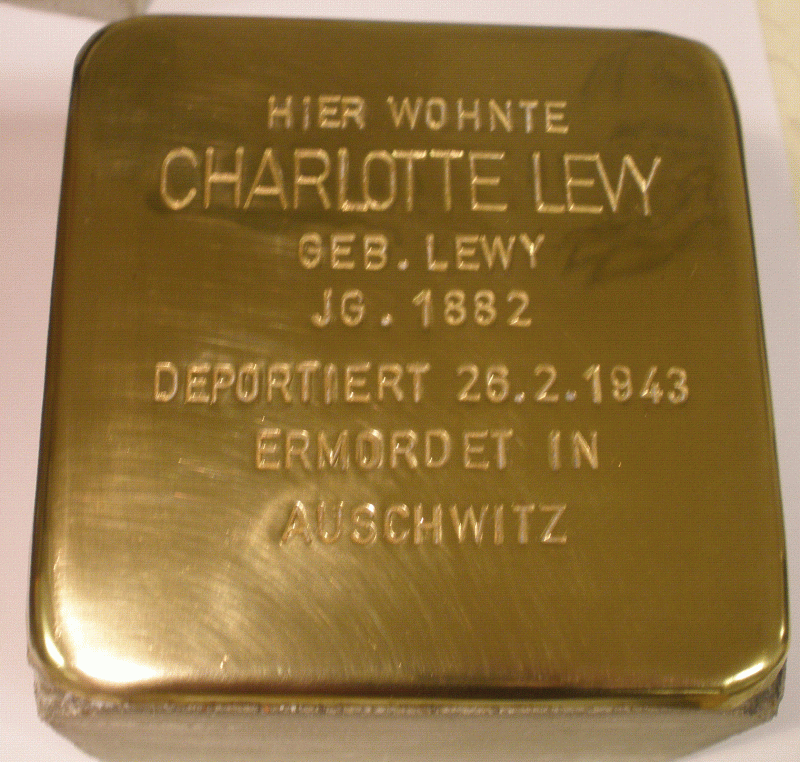 HIER WOHNTE
CHARLOTTE LEVY
GEB. LEWY
JG. 1882
DEPORTIERT 26.2.1943
ERMORDET IN
AUSCHWITZ